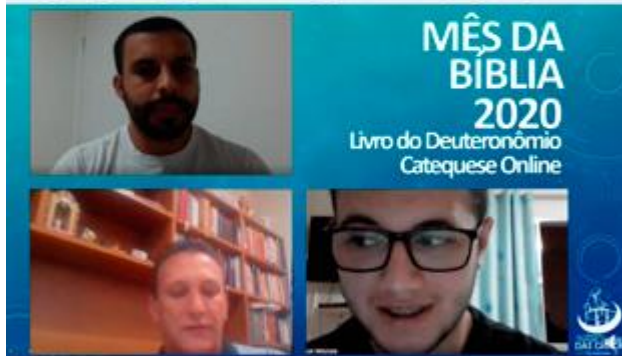 MÊS DA
BÍBLIA
2020
Livro do Deuteronômio
Catequese Online